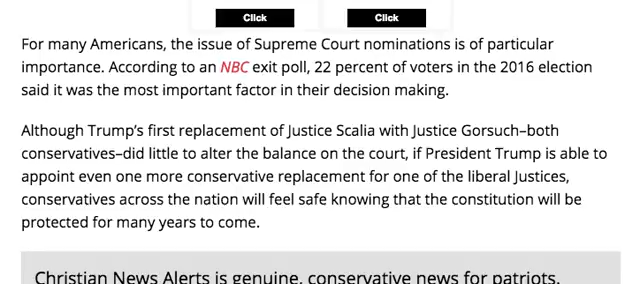 Click Click
For many Americans, the issue of Supreme Court nominations is of particular
importance. According to an NBC exit poll, 22 percent of voters in the 2016 election
said it was the most important factor in their decision making.
Although Trump's first replacement of Justice Scalia with Justice Gorsuch–both
conservatives–did little to alter the balance on the court, if President Trump is able to
appoint even one more conservative replacement for one of the liberal Justices,
conservatives across the nation will feel safe knowing that the constitution will be
protected for many years to come.
Christian News Alerts is genuine, conservative news for patriots.